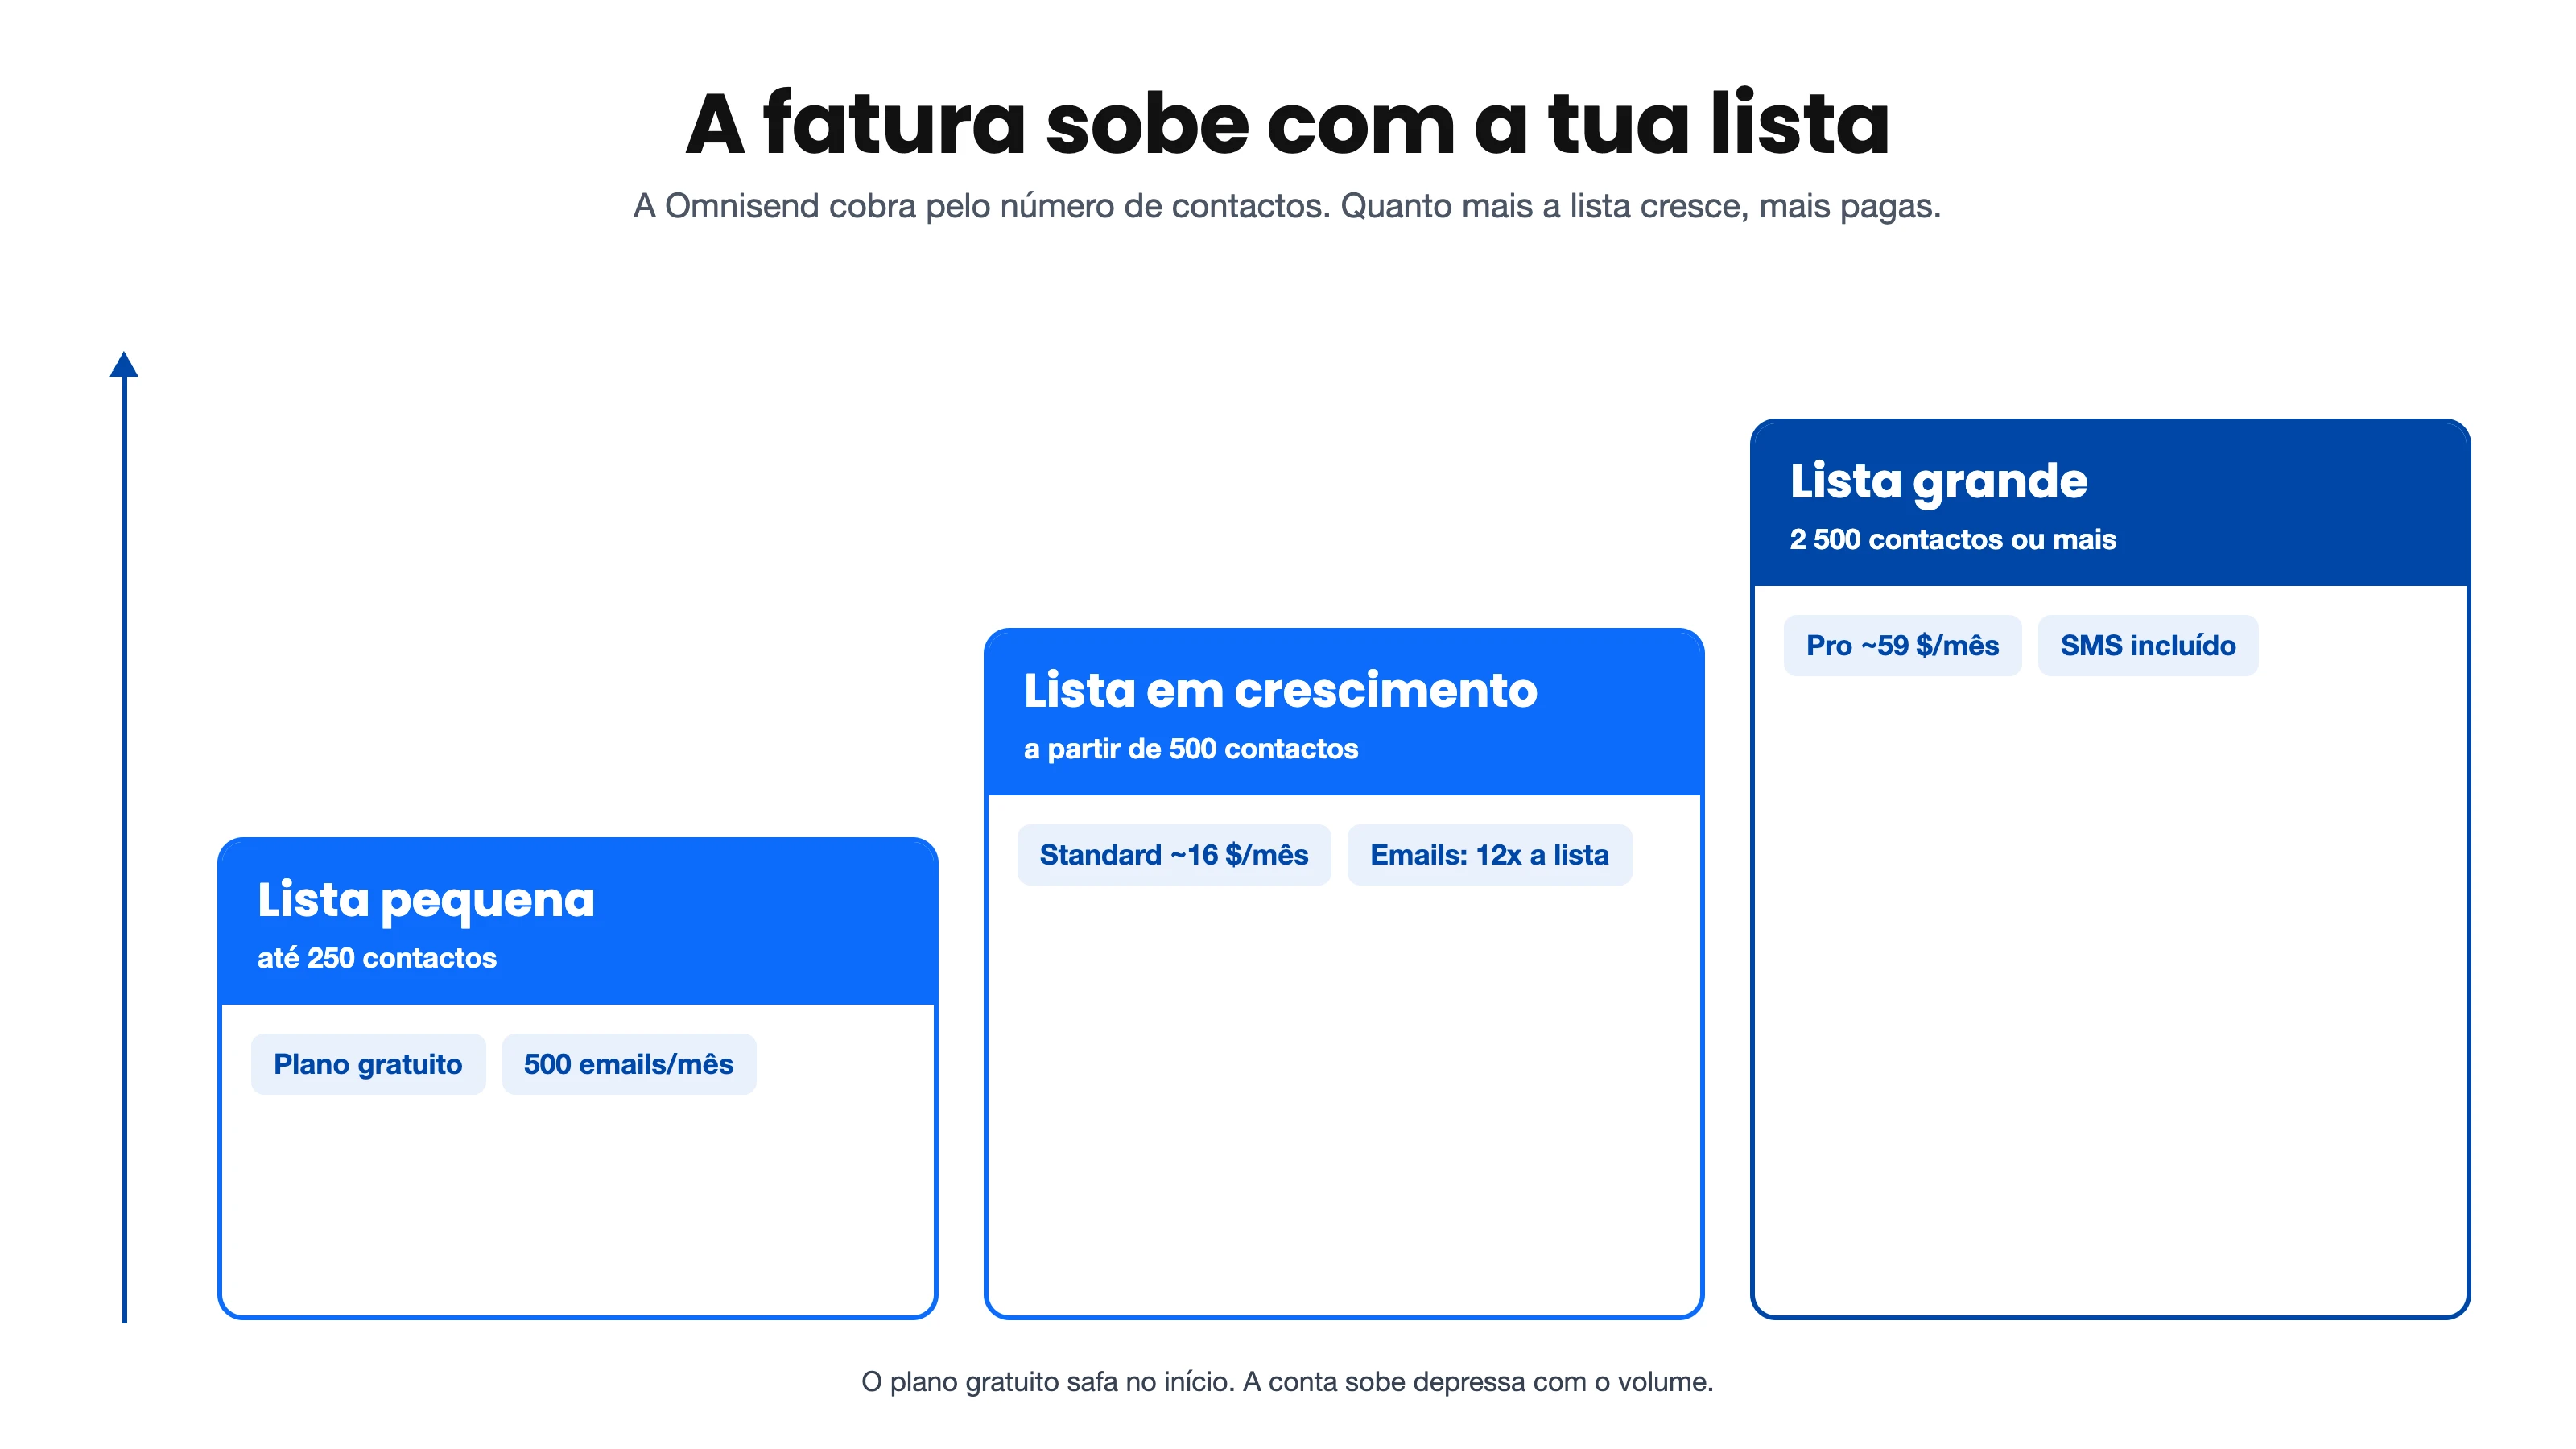 A fatura sobe com a tua lista
A Omnisend cobra pelo número de contactos. Quanto mais a lista cresce, mais pagas.
Lista pequena
até 250 contactos
Plano gratuito
500 emails/mês
Lista em crescimento
a partir de 500 contactos
Standard ~16 $/mês
Emails: 12x a lista
Lista grande
2 500 contactos ou mais
Pro ~59 $/mês
SMS incluído
O plano gratuito safa no início. A conta sobe depressa com o volume.